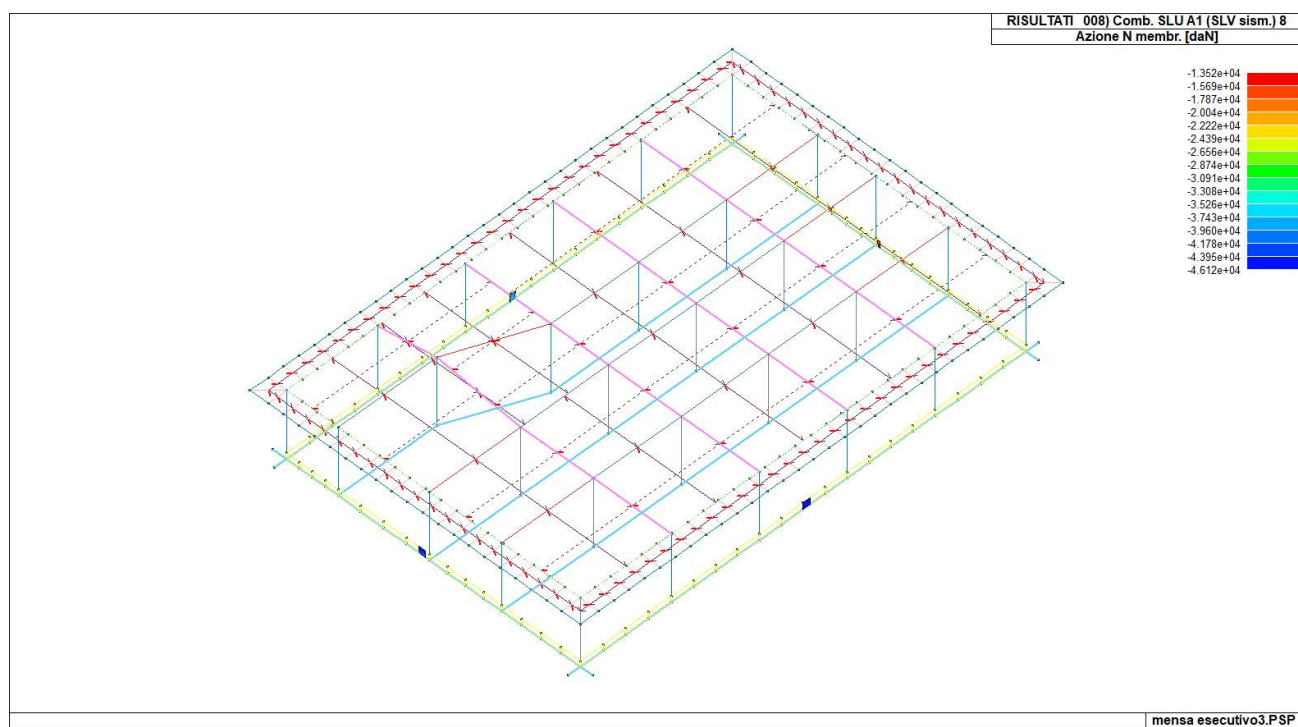 RISULTATI 008) Comb. SLU A1 (SLV sism.) 8
Azione N membr. [daN]
-1.352e+04
-1.569e+04
-1.787e+04
-2.004e+04
-2.222e+04
-2.439e+04
-2.656e+04
-2.874e+04
-3.091e+04
-3.308e+04
-3.526e+04
-3.743e+04
-3.960e+04
-4.178e+04
-4.395e+04
-4.612e+04
mensa esecutivo3.PSP